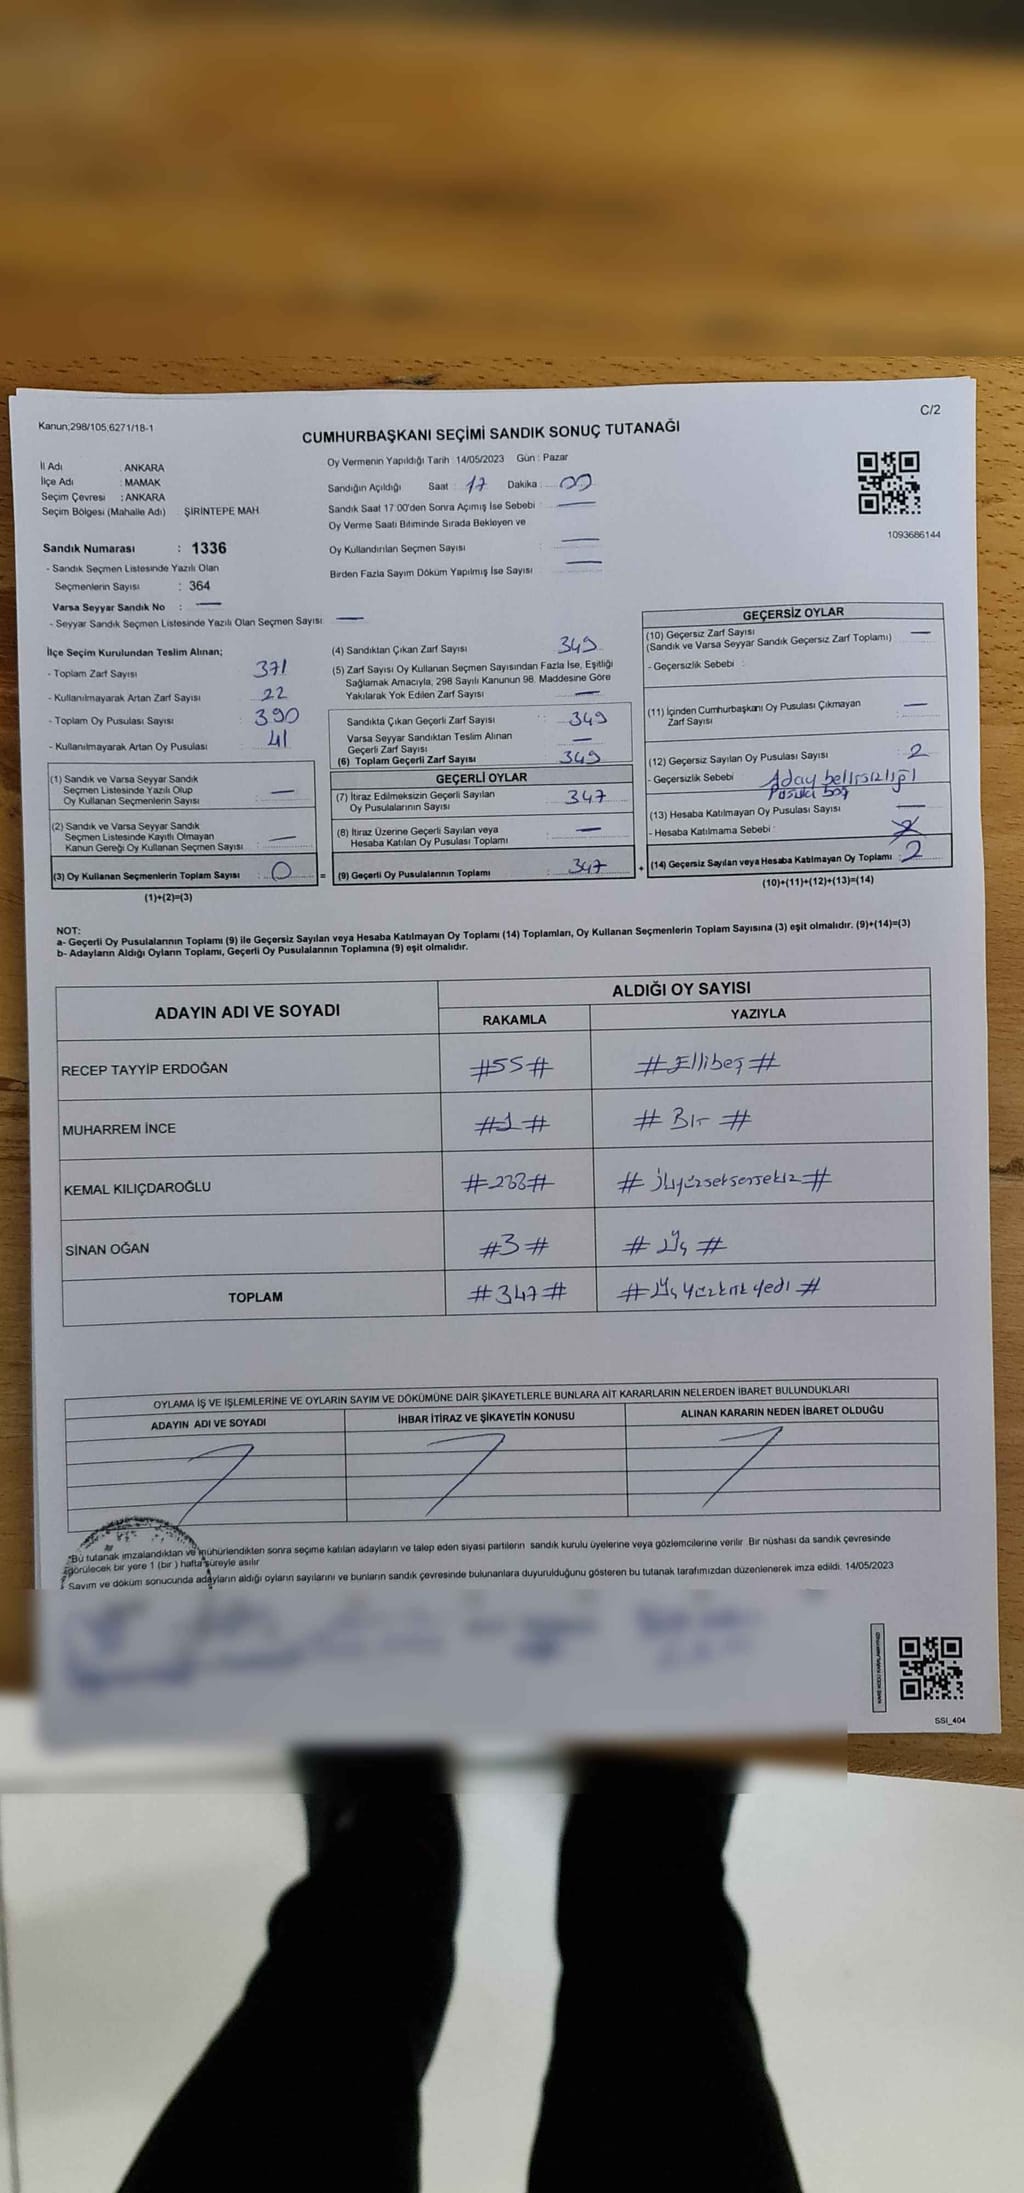 C/2
Kanun;298/105,6271/18-1
CUMHURBAŞKANI SEÇİMİ SANDIK SONUÇ TUTANAĞI
İl Adı : ANKARA
İlçe Adı : MAMAK
Seçim Çevresi : ANKARA
Seçim Bölgesi (Mahalle Adı) : ŞİRİNTEPE MAH.
Oy Vermenin Yapıldığı Tarih :14/05/2023 Gün : Pazar
Sandığın Açıldığı Saat : 17 Dakika : 00
Sandık Saat 17:00'den Sonra Açımış İse Sebebi : —
Oy Verme Saati Bitiminde Sırada Bekleyen ve
Oy Kullandırılan Seçmen Sayısı : —
Birden Fazla Sayım Döküm Yapılmış İse Sayısı —
1093686144
Sandık Numarası : 1336
- Sandık Seçmen Listesinde Yazılı Olan
Seçmenlerin Sayısı : 364
Varsa Seyyar Sandık No : —
- Seyyar Sandık Seçmen Listesinde Yazılı Olan Seçmen Sayısı: —
İlçe Seçim Kurulundan Teslim Alınan;
- Toplam Zarf Sayısı 371
- Kullanılmayarak Artan Zarf Sayısı 22
- Toplam Oy Pusulası Sayısı 390
- Kullanılmayarak Artan Oy Pusulası 41
(1) Sandık ve Varsa Seyyar Sandık
Seçmen Listesinde Yazılı Olup
Oy Kullanan Seçmenlerin Sayısı —
(2) Sandık ve Varsa Seyyar Sandık
Seçmen Listesinde Kayıtlı Olmayan
Kanun Gereği Oy Kullanan Seçmen Sayısı —
(3) Oy Kullanan Seçmenlerin Toplam Sayısı : 0
(1)+(2)=(3)
(4) Sandıktan Çıkan Zarf Sayısı 349
(5) Zarf Sayısı Oy Kullanan Seçmen Sayısından Fazla İse, Eşitliği
Sağlamak Amacıyla, 298 Sayılı Kanunun 98. Maddesine Göre
Yakılarak Yok Edilen Zarf Sayısı —
Sandıkta Çıkan Geçerli Zarf Sayısı : 349
Varsa Seyyar Sandıktan Teslim Alınan
Geçerli Zarf Sayısı —
(6) Toplam Geçerli Zarf Sayısı 349
GEÇERLİ OYLAR
(7) İtiraz Edilmeksizin Geçerli Sayılan
Oy Pusulalarının Sayısı 347
(8) İtiraz Üzerine Geçerli Sayılan veya
Hesaba Katılan Oy Pusulası Toplamı —
= (9) Geçerli Oy Pusulalarının Toplamı : 347
GEÇERSİZ OYLAR
(10) Geçersiz Zarf Sayısı
(Sandık ve Varsa Seyyar Sandık Geçersiz Zarf Toplamı) —
- Geçersizlik Sebebi :
(11) İçinden Cumhurbaşkanı Oy Pusulası Çıkmayan
Zarf Sayısı —
(12) Geçersiz Sayılan Oy Pusulası Sayısı 2
- Geçersizlik Sebebi Aday belirsizliği
Pusula boş
(13) Hesaba Katılmayan Oy Pusulası Sayısı —
- Hesaba Katılmama Sebebi :
+ (14) Geçersiz Sayılan veya Hesaba Katılmayan Oy Toplamı : 2
(10)+(11)+(12)+(13)=(14)
NOT:
a- Geçerli Oy Pusulalarının Toplamı (9) ile Geçersiz Sayılan veya Hesaba Katılmayan Oy Toplamı (14) Toplamları, Oy Kullanan Seçmenlerin Toplam Sayısına (3) eşit olmalıdır. (9)+(14)=(3)
b- Adayların Aldığı Oyların Toplamı, Geçerli Oy Pusulalarının Toplamına (9) eşit olmalıdır.
ADAYIN ADI VE SOYADI
ALDIĞI OY SAYISI
RAKAMLA YAZIYLA
RECEP TAYYİP ERDOĞAN #55# #Ellibeş#
MUHARREM İNCE #1# #Bir#
KEMAL KILIÇDAROĞLU #288# #İkiyüzseksensekiz#
SİNAN OĞAN #3# #Üç#
TOPLAM #347# #Üçyüzkırkyedi#
OYLAMA İŞ VE İŞLEMLERİNE VE OYLARIN SAYIM VE DÖKÜMÜNE DAİR ŞİKAYETLERLE BUNLARA AİT KARARLARIN NELERDEN İBARET BULUNDUKLARI
ADAYIN ADI VE SOYADI İHBAR İTİRAZ VE ŞİKAYETİN KONUSU ALINAN KARARIN NEDEN İBARET OLDUĞU
"Bu tutanak imzalandıktan ve mühürlendikten sonra seçime katılan adayların ve talep eden siyasi partilerin sandık kurulu üyelerine veya gözlemcilerine verilir. Bir nüshası da sandık çevresinde
görülecek bir yere 1 (bir ) hafta süreyle asılır
Sayım ve döküm sonucunda adayların aldığı oyların sayılarını ve bunların sandık çevresinde bulunanlara duyurulduğunu gösteren bu tutanak tarafımızdan düzenlenerek imza edildi. 14/05/2023
KARE KODU KARALAMAYINIZ!
SSI_404